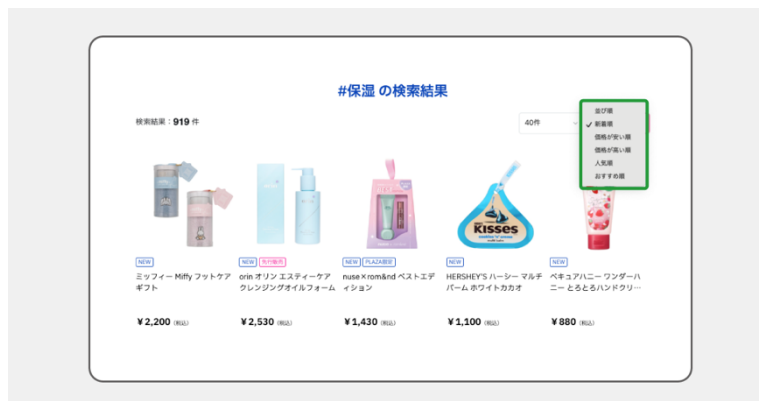 #保湿 の検索結果
検索結果：919 件
40件
並び順
✓ 新着順
価格が安い順
価格が高い順
人気順
おすすめ順
KISSES
NEW
ミッフィー Miffy フットケア
ギフト
¥2,200 (税込)
NEW 先行販売
orin オリン エスティーケア
クレンジングオイルフォーム
¥2,530 (税込)
NEW PLAZA限定
nuse×rom&nd ベストエデ
ィション
¥1,430 (税込)
NEW
HERSHEY'S ハーシー マルチ
バーム ホワイトカカオ
¥1,100 (税込)
NEW
ベキュアハニー ワンダーハ
ニー とろとろハンドクリ…
¥880 (税込)